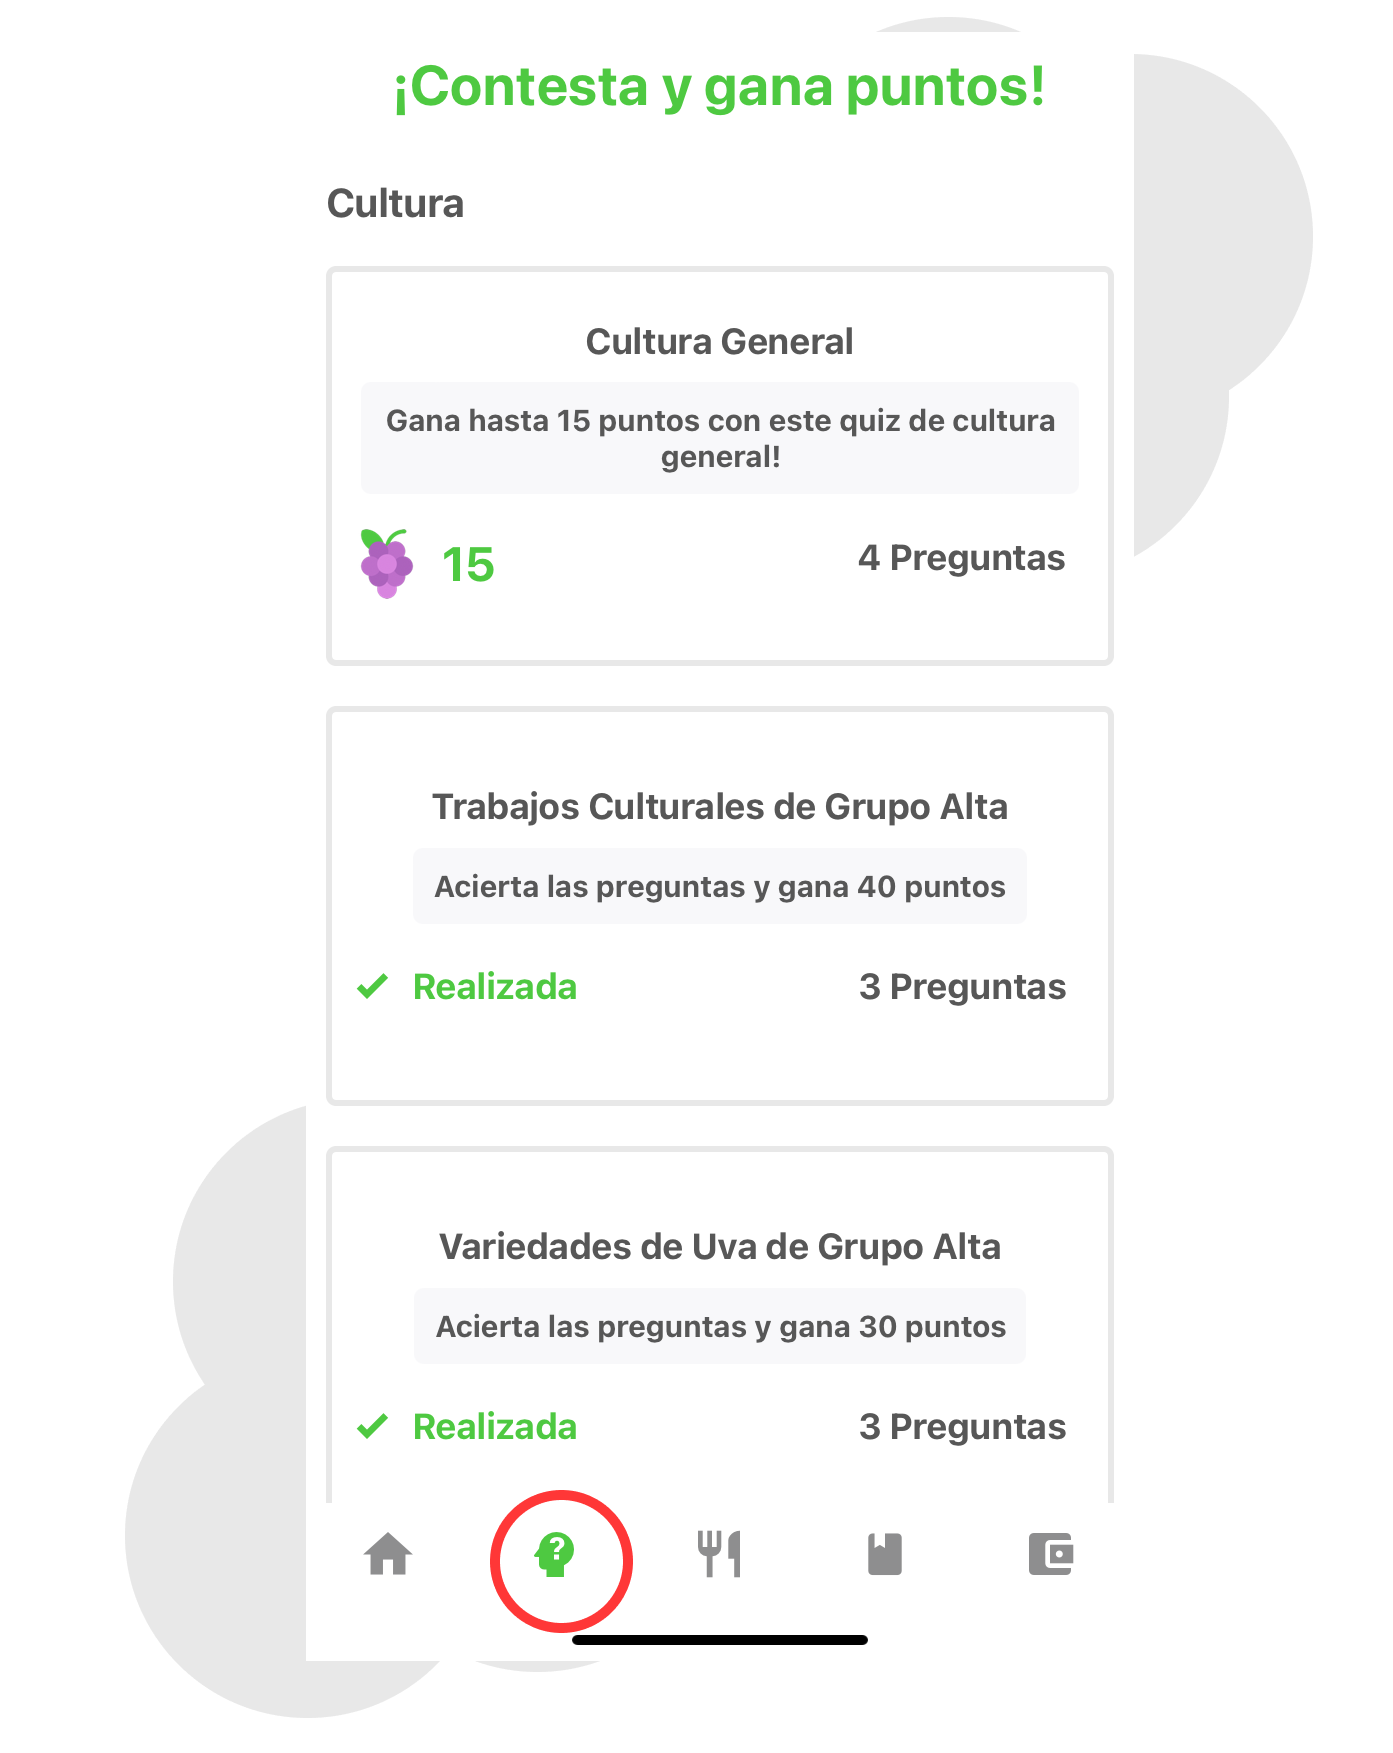 ¡Contesta y gana puntos!
Cultura
Cultura General
Gana hasta 15 puntos con este quiz de cultura
general!
15
4 Preguntas
Trabajos Culturales de Grupo Alta
Acierta las preguntas y gana 40 puntos
Realizada
3 Preguntas
Variedades de Uva de Grupo Alta
Acierta las preguntas y gana 30 puntos
Realizada
3 Preguntas
?